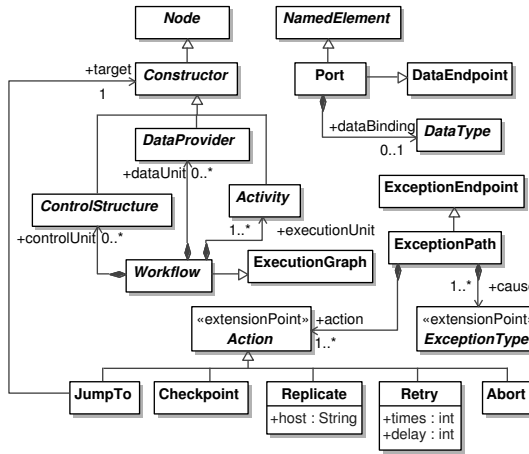 Node
NamedElement
+target
1
Constructor
Port
DataEndpoint
DataProvider
+dataBinding
0..1
DataType
+dataUnit 0..*
ControlStructure
Activity
ExceptionEndpoint
+controlUnit 0..*
1..*
+executionUnit
ExceptionPath
Workflow
ExecutionGraph
1..*
+cause
«extensionPoint»
Action
+action
1..*
«extensionPoint»
ExceptionType
JumpTo
Checkpoint
Replicate
+host : String
Retry
+times : int
+delay : int
Abort